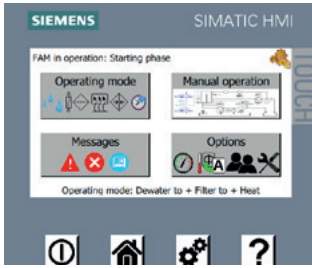 SIEMENS
SIMATIC HMI
TOUCH
FAM in operation: Starting phase
Operating mode
Manual operation
Messages
Options
A
Operating mode: Dewater to + Filter to + Heat
?